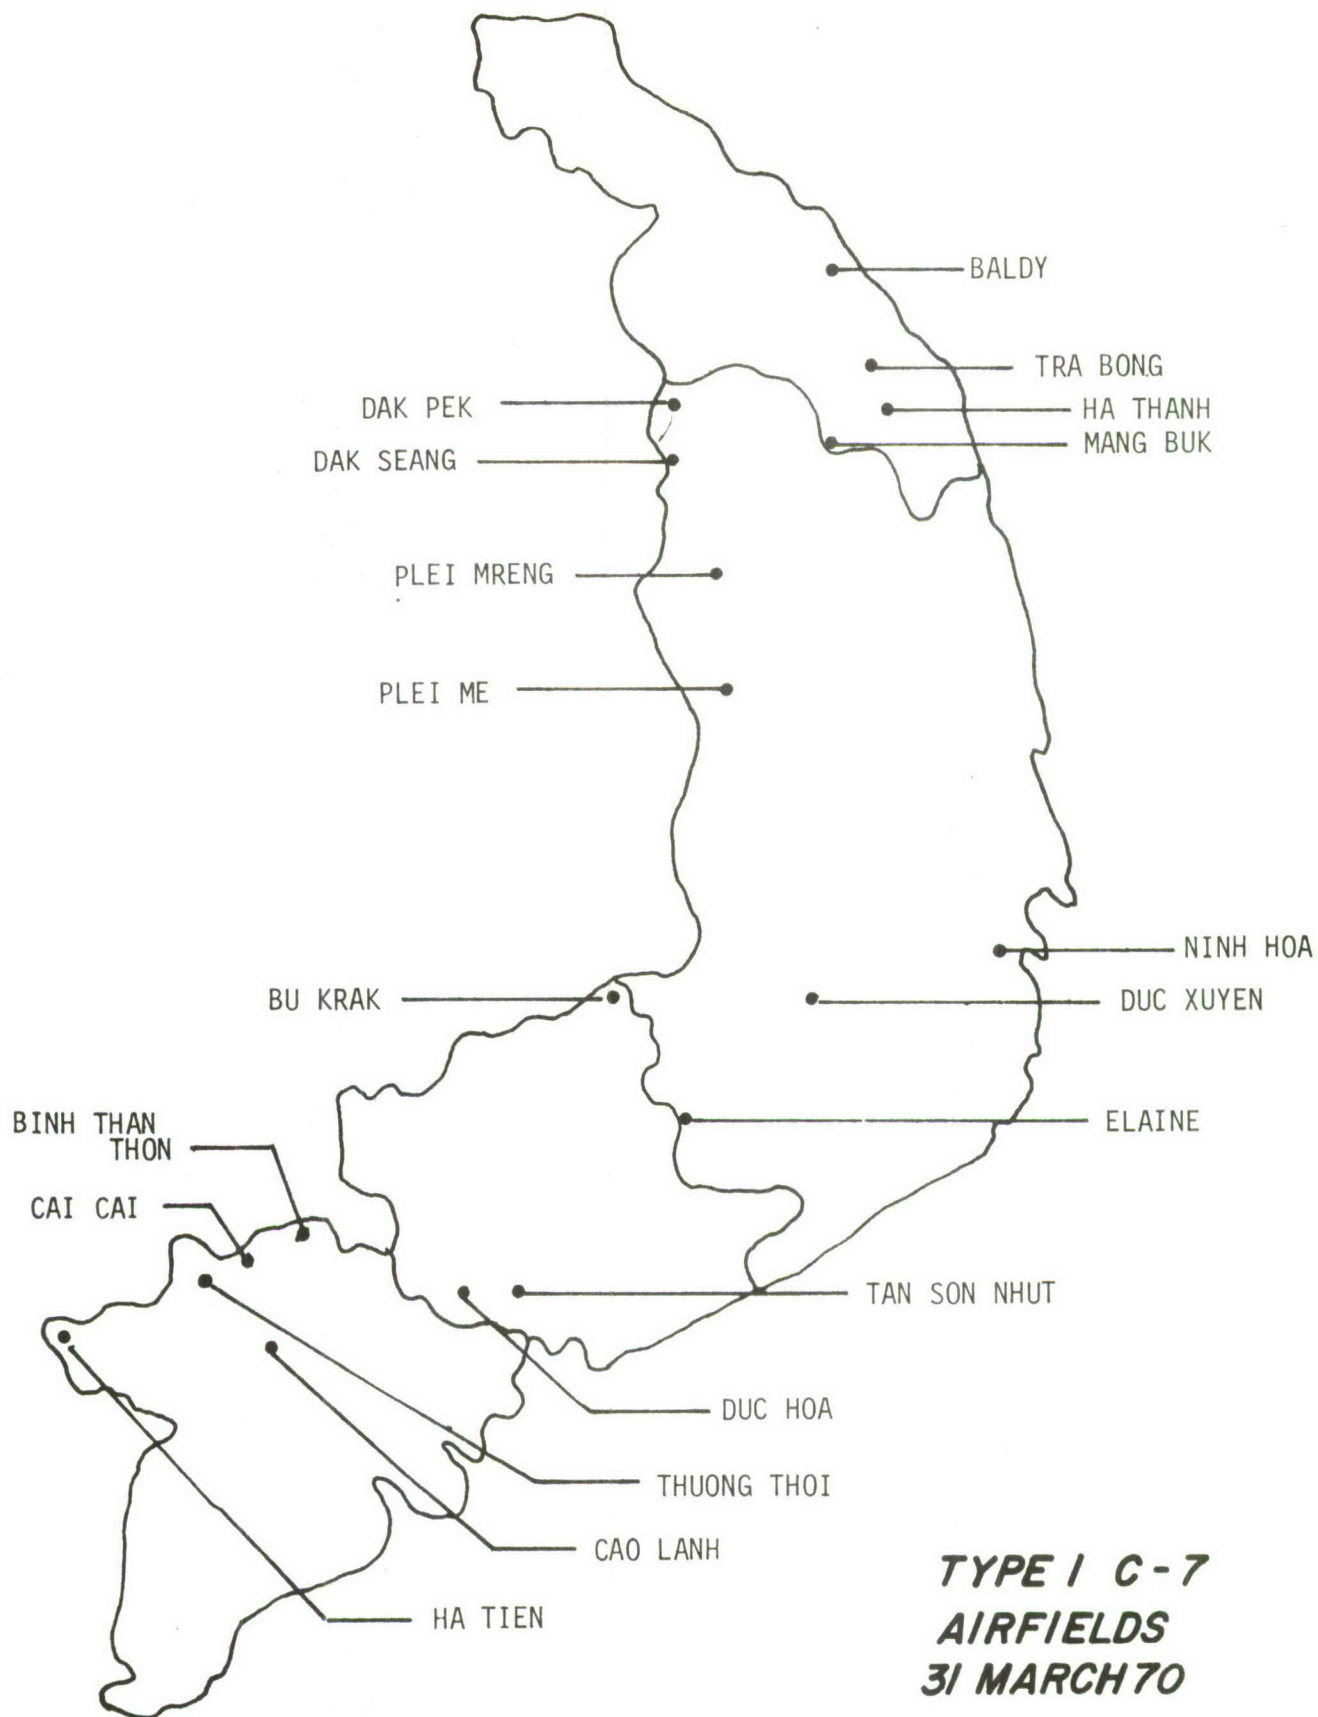 BALDY
TRA BONG
DAK PEK
HA THANH
MANG BUK
DAK SEANG
PLEI MRENG
PLEI ME
NINH HOA
BU KRAK
DUC XUYEN
BINH THAN
THON
ELAINE
CAI CAI
TAN SON NHUT
DUC HOA
THUONG THOI
CAO LANH
HA TIEN
TYPE I C-7
AIRFIELDS
31 MARCH 70